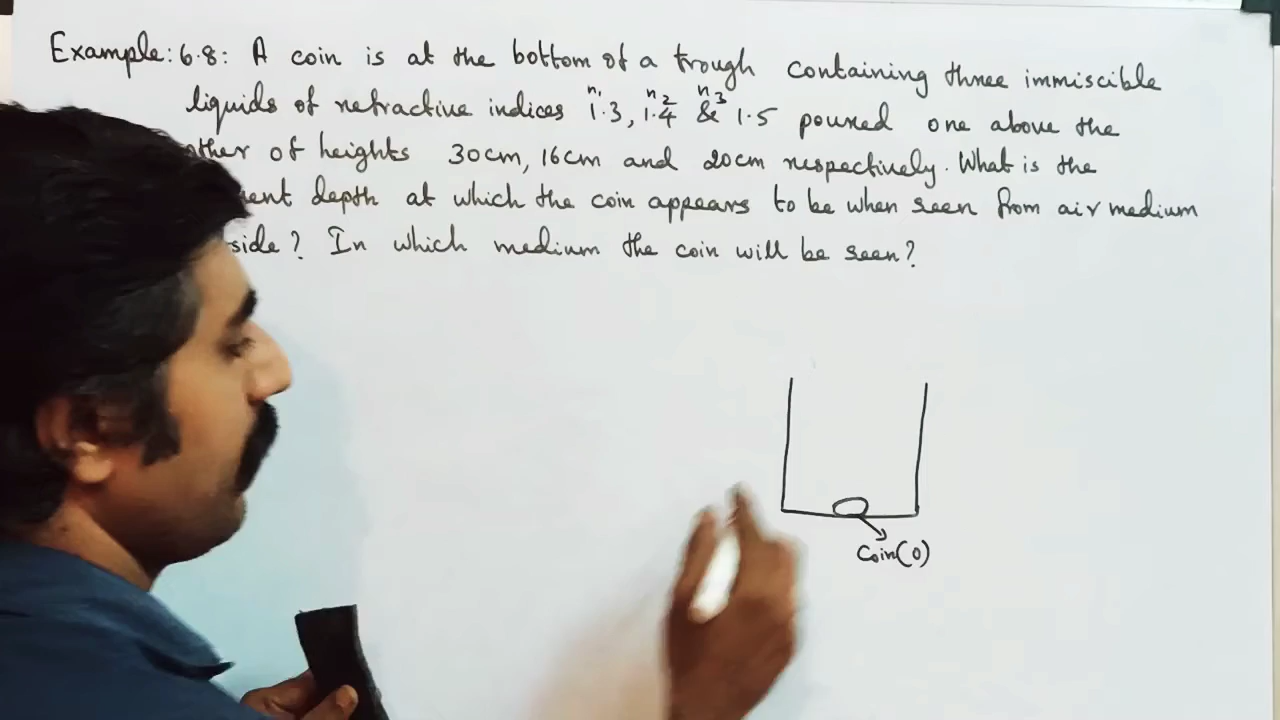 Example: 6.8: A coin is at the bottom of a trough containing three immiscible
n1 n2 n3
liquids of refractive indices 1.3, 1.4 & 1.5 poured one above the
other of heights 30cm, 16cm and 20cm respectively. What is the
depth at which the coin appears to be when seen from air medium
side? In which medium the coin will be seen?
Coin(O)